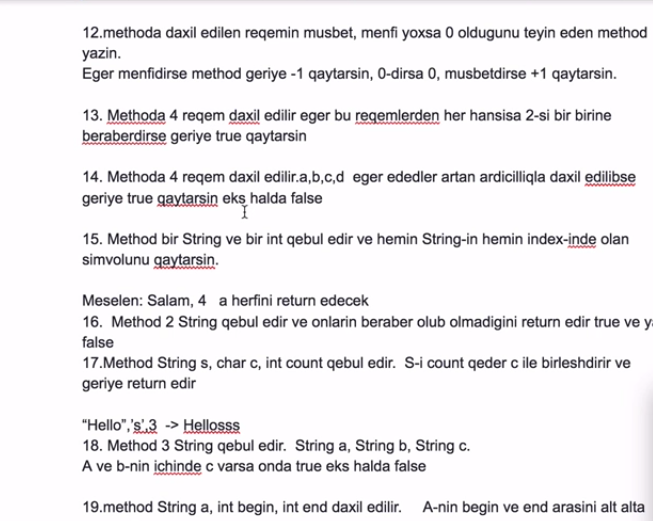 12.methoda daxil edilen reqemin musbet, menfi yoxsa 0 oldugunu teyin eden method
yazin.
Eger menfidirse method geriye -1 qaytarsin, 0-dirsa 0, musbetdirse +1 qaytarsin.
13. Methoda 4 reqem daxil edilir eger bu reqemlerden her hansisa 2-si bir birine
beraberdirse geriye true qaytarsin
14. Methoda 4 reqem daxil edilir.a,b,c,d eger ededler artan ardicilliqla daxil edilibse
geriye true qaytarsin eks halda false
15. Method bir String ve bir int qebul edir ve hemin String-in hemin index-inde olan
simvolunu qaytarsin.
Meselen: Salam, 4 a herfini return edecek
16. Method 2 String qebul edir ve onlarin beraber olub olmadigini return edir true ve
false
17.Method String s, char c, int count qebul edir. S-i count qeder c ile birleshdirir ve
geriye return edir
“Hello”,’s’,3 -> Hellosss
18. Method 3 String qebul edir. String a, String b, String c.
A ve b-nin ichinde c varsa onda true eks halda false
19.method String a, int begin, int end daxil edilir. A-nin begin ve end arasini alt alta